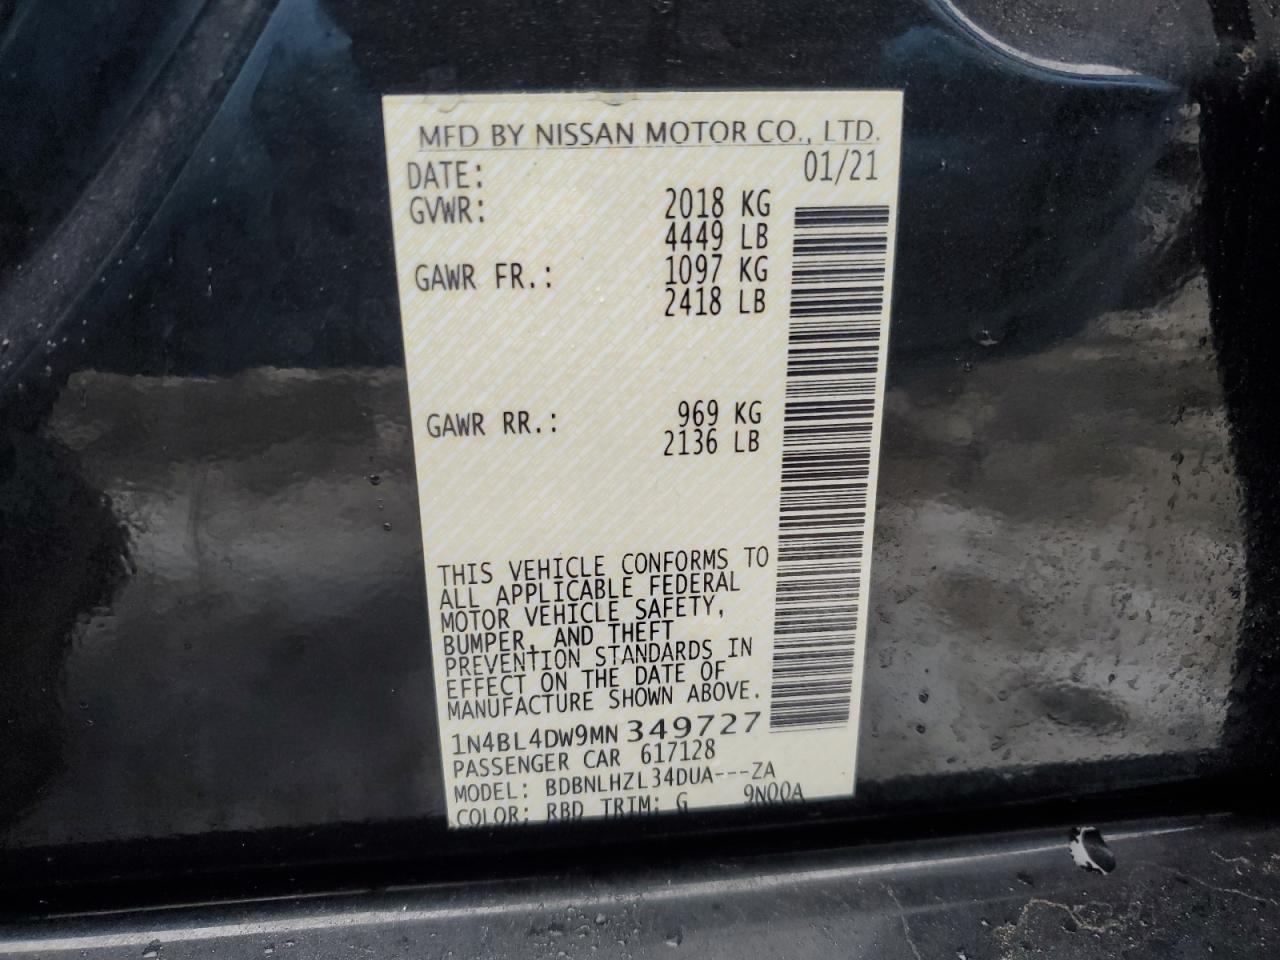 MFD BY NISSAN MOTOR CO., LTD.
DATE: 01/21
GVWR: 2018 KG
4449 LB
GAWR FR.: 1097 KG
2418 LB
GAWR RR.: 969 KG
2136 LB
THIS VEHICLE CONFORMS TO
ALL APPLICABLE FEDERAL
MOTOR VEHICLE SAFETY,
BUMPER, AND THEFT
PREVENTION STANDARDS IN
EFFECT ON THE DATE OF
MANUFACTURE SHOWN ABOVE.
1N4BL4DW9MN349727
PASSENGER CAR 617128
MODEL: BDBNLHZL34DUA---ZA
COLOR: RBD TRIM: G 9N00A